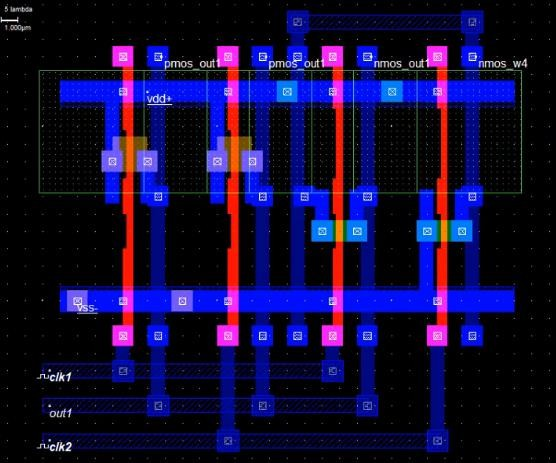 5 lambda
1.000µm
pmos_out1
pmos_out1
nmos_out1
nmos_w4
vdd+
vss-
clk1
out1
clk2